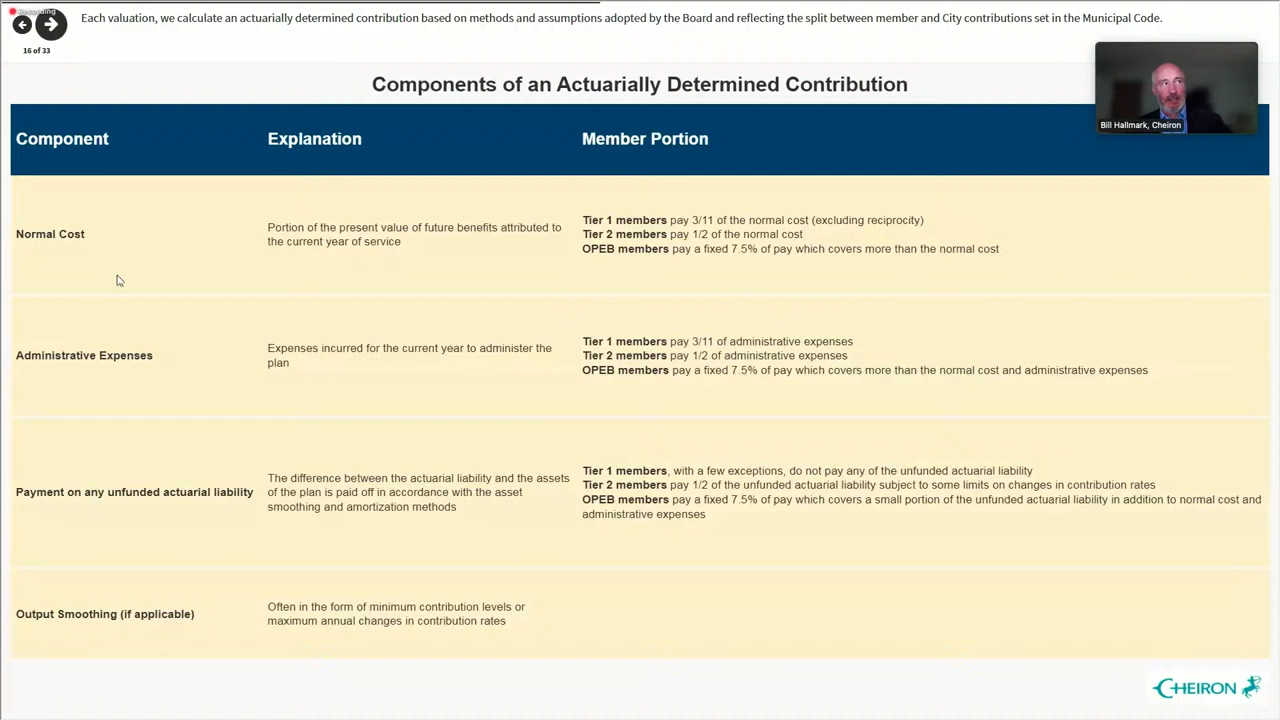 Recording
Each valuation, we calculate an actuarially determined contribution based on methods and assumptions adopted by the Board and reflecting the split between member and City contributions set in the Municipal Code.
16 of 33
Components of an Actuarially Determined Contribution
Bill Hallmark, Cheiron
Component
Explanation
Member Portion
Normal Cost
Portion of the present value of future benefits attributed to
the current year of service
Tier 1 members pay 3/11 of the normal cost (excluding reciprocity)
Tier 2 members pay 1/2 of the normal cost
OPEB members pay a fixed 7.5% of pay which covers more than the normal cost
Administrative Expenses
Expenses incurred for the current year to administer the
plan
Tier 1 members pay 3/11 of administrative expenses
Tier 2 members pay 1/2 of administrative expenses
OPEB members pay a fixed 7.5% of pay which covers more than the normal cost and administrative expenses
Payment on any unfunded actuarial liability
The difference between the actuarial liability and the assets
of the plan is paid off in accordance with the asset
smoothing and amortization methods
Tier 1 members, with a few exceptions, do not pay any of the unfunded actuarial liability
Tier 2 members pay 1/2 of the unfunded actuarial liability subject to some limits on changes in contribution rates
OPEB members pay a fixed 7.5% of pay which covers a small portion of the unfunded actuarial liability in addition to normal cost and
administrative expenses
Output Smoothing (if applicable)
Often in the form of minimum contribution levels or
maximum annual changes in contribution rates
CHEIRON